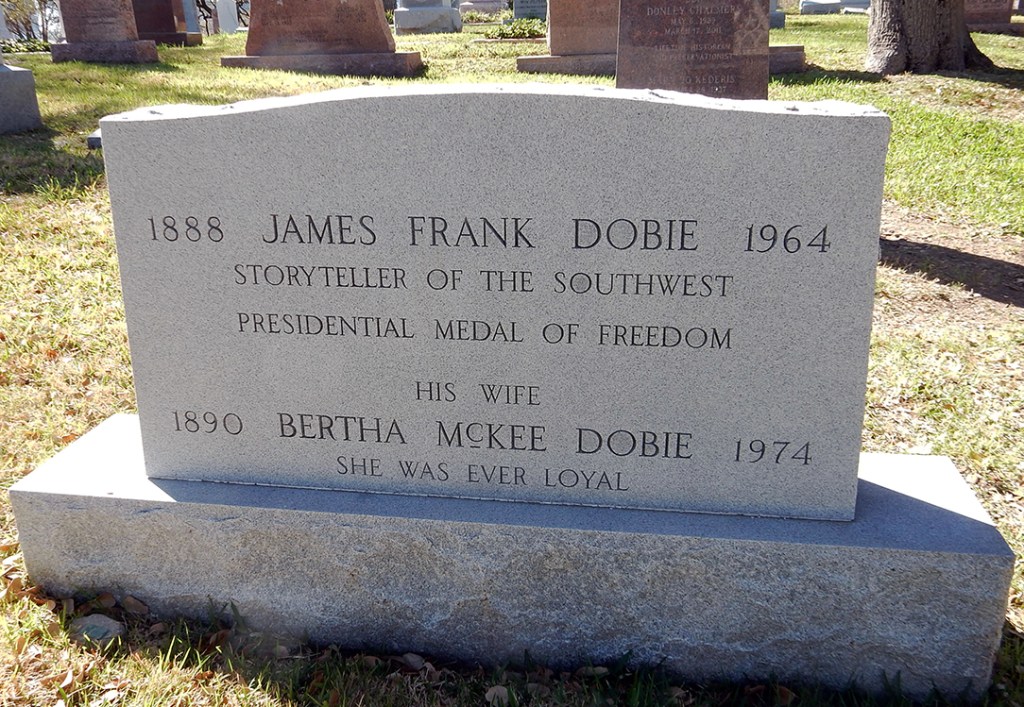 DONLEY
1888 JAMES FRANK DOBIE 1964
STORYTELLER OF THE SOUTHWEST
PRESIDENTIAL MEDAL OF FREEDOM
HIS WIFE
1890 BERTHA McKEE DOBIE 1974
SHE WAS EVER LOYAL